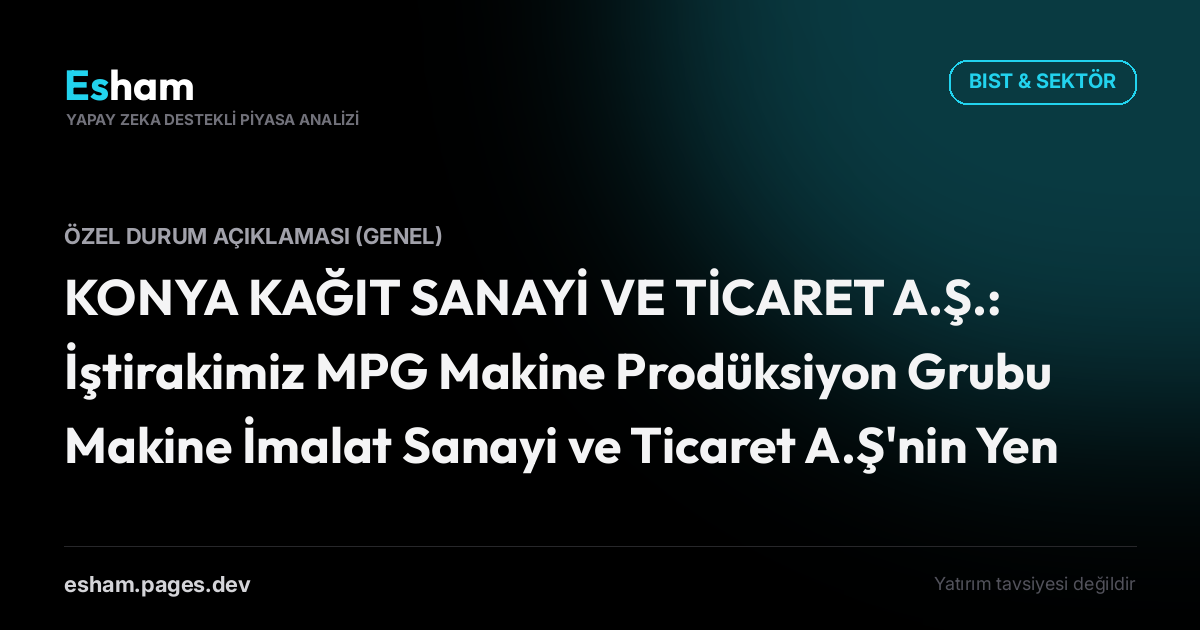 Esham
BIST & SEKTÖR
YAPAY ZEKA DESTEKLİ PİYASA ANALİZİ
ÖZEL DURUM AÇIKLAMASI (GENEL)
KONYA KAĞIT SANAYİ VE TİCARET A.Ş.:
İştirakimiz MPG Makine Prodüksiyon Grubu
Makine İmalat Sanayi ve Ticaret A.Ş'nin Yen
esham.pages.dev
Yatırım tavsiyesi değildir